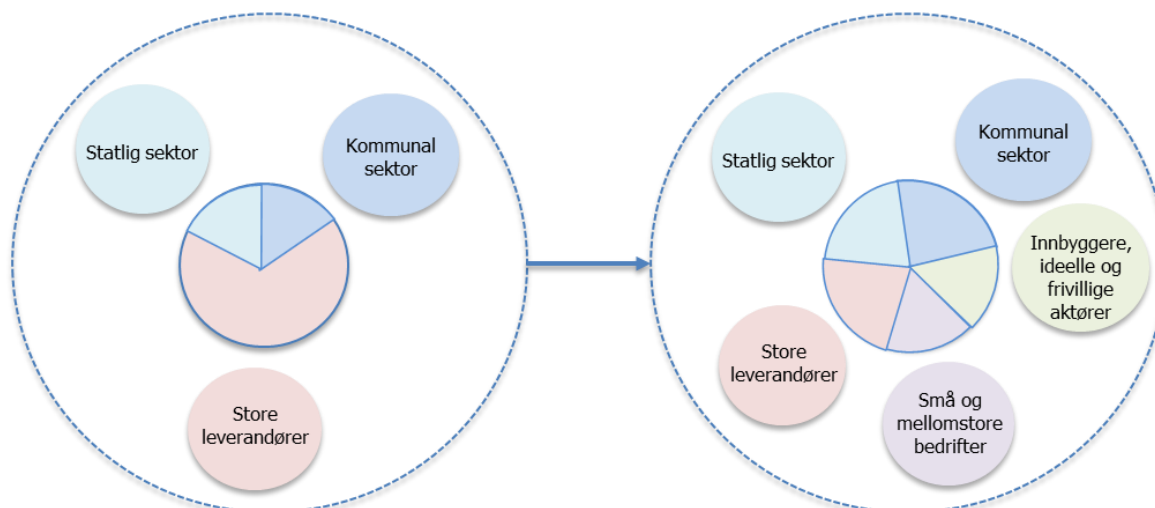 Statlig sektor
Kommunal
sektor
Store
leverandører
Statlig sektor
Kommunal
sektor
Innbyggere,
ideelle og
frivillige
aktører
Store
leverandører
Små og
mellomstore
bedrifter